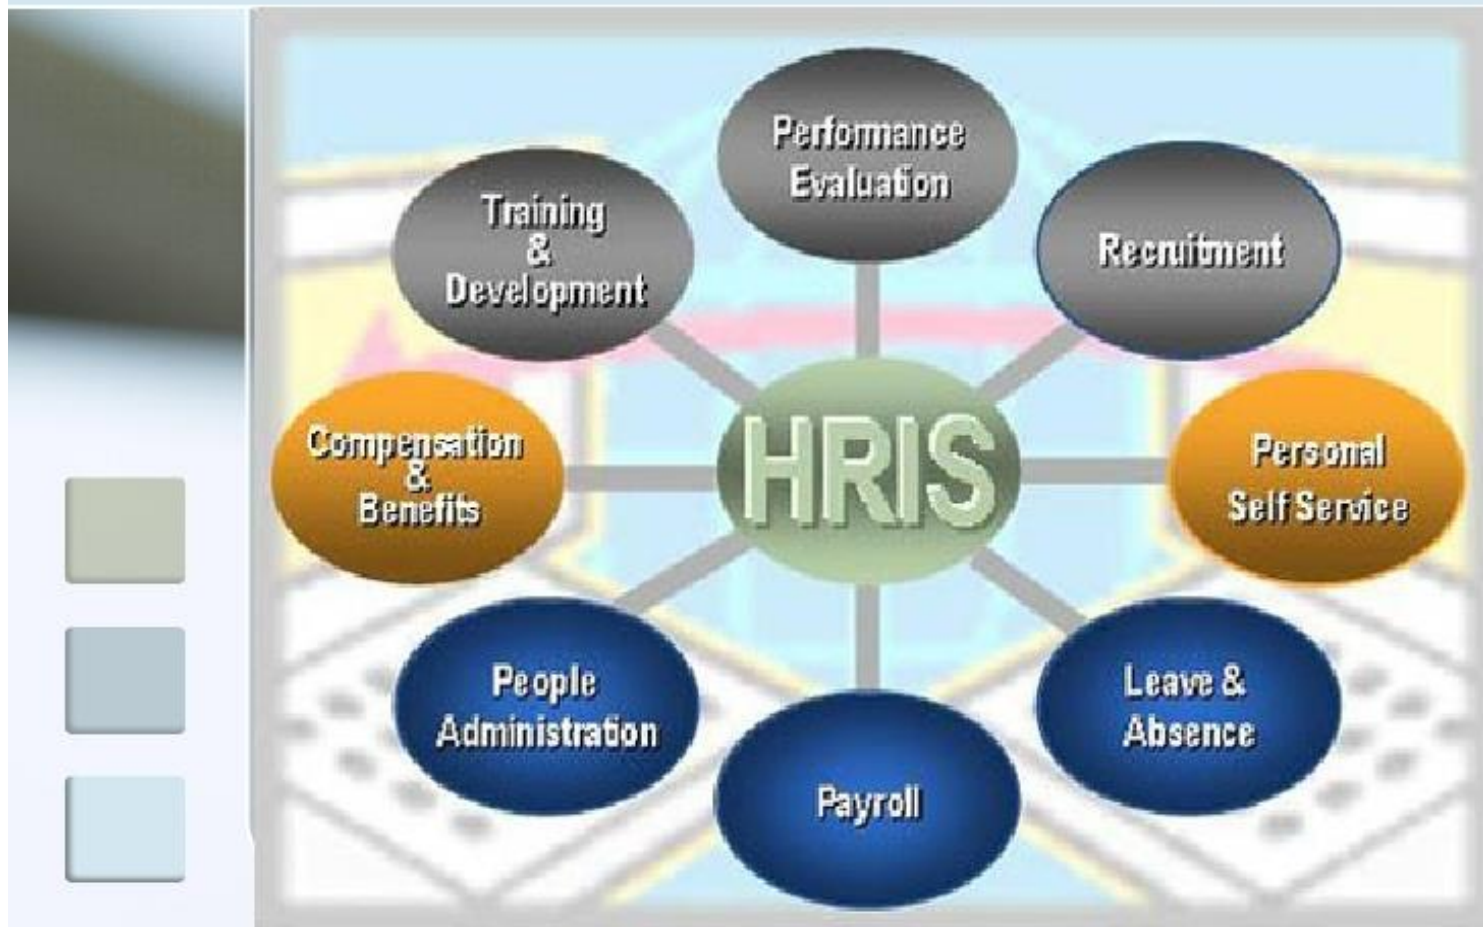 Performance
Evaluation
Training
&
Development
Recruitment
HRIS
Compensation
&
Benefits
Personal
Self Service
People
Administration
Leave &
Absence
Payroll